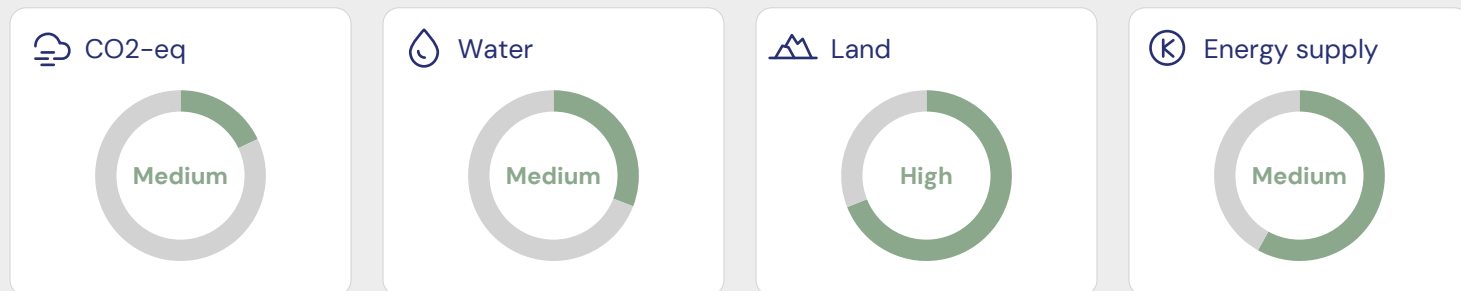 CO2-eq
Medium
Water
Medium
Land
High
Energy supply
Medium